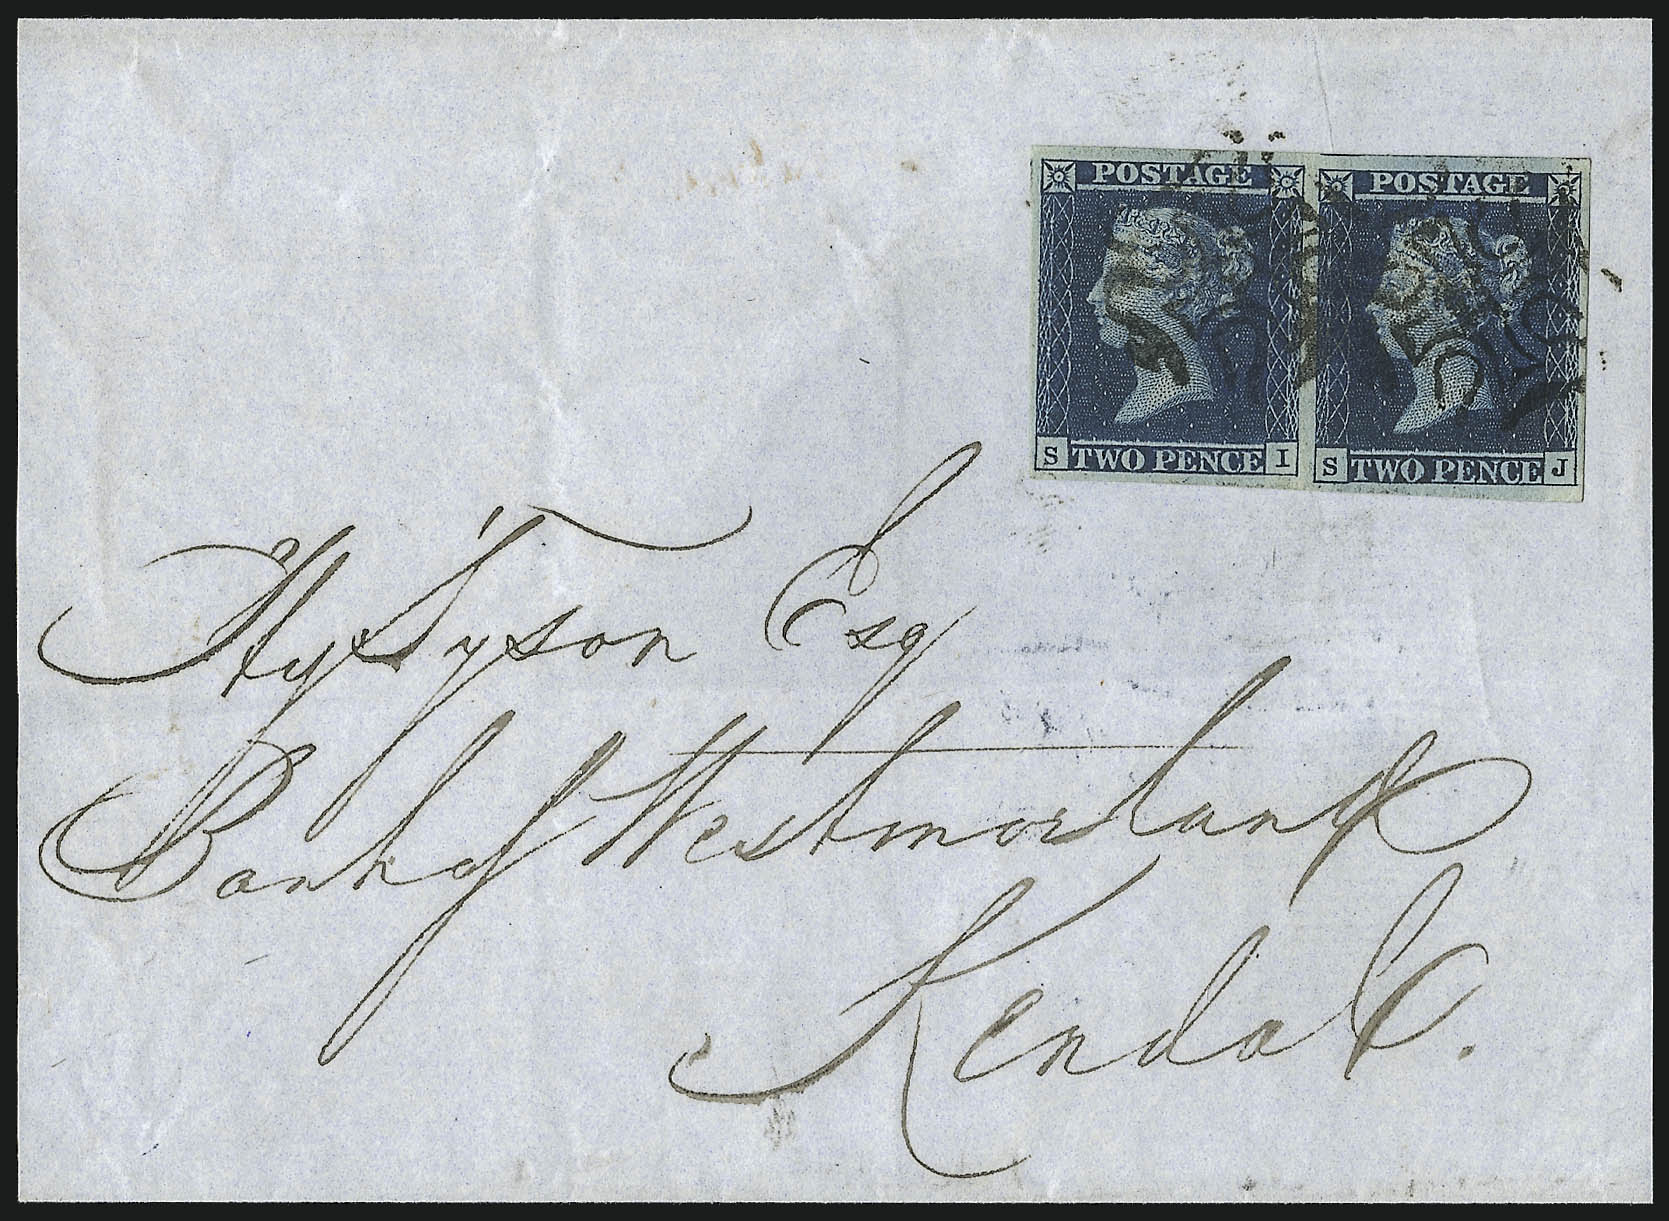 POSTAGE POSTAGE
S TWO PENCE I S TWO PENCE J
Hy Tyson Esq
Bank of Westmorland
Kendal.